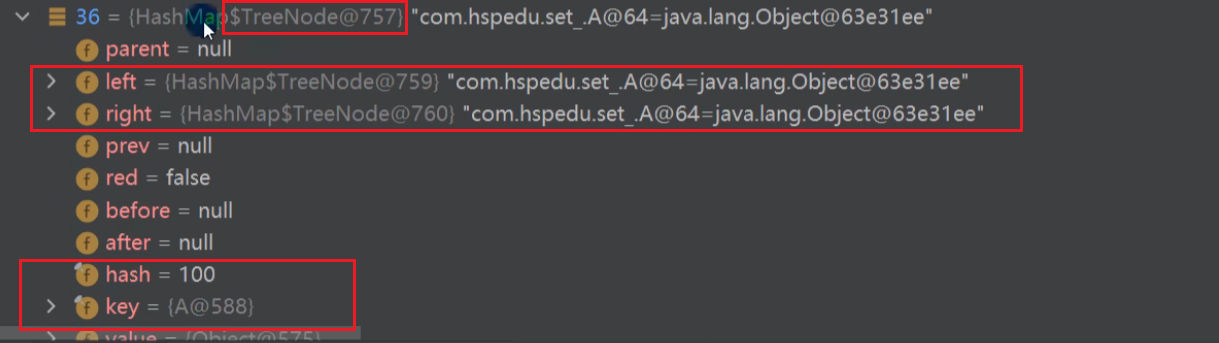 36 = {HashMap$TreeNode@757} "com.hspedu.set_.A@64=java.lang.Object@63e31ee"
f parent = null
f left = {HashMap$TreeNode@759} "com.hspedu.set_.A@64=java.lang.Object@63e31ee"
f right = {HashMap$TreeNode@760} "com.hspedu.set_.A@64=java.lang.Object@63e31ee"
f prev = null
f red = false
f before = null
f after = null
f hash = 100
f key = {A@588}
f value = {Object@575}